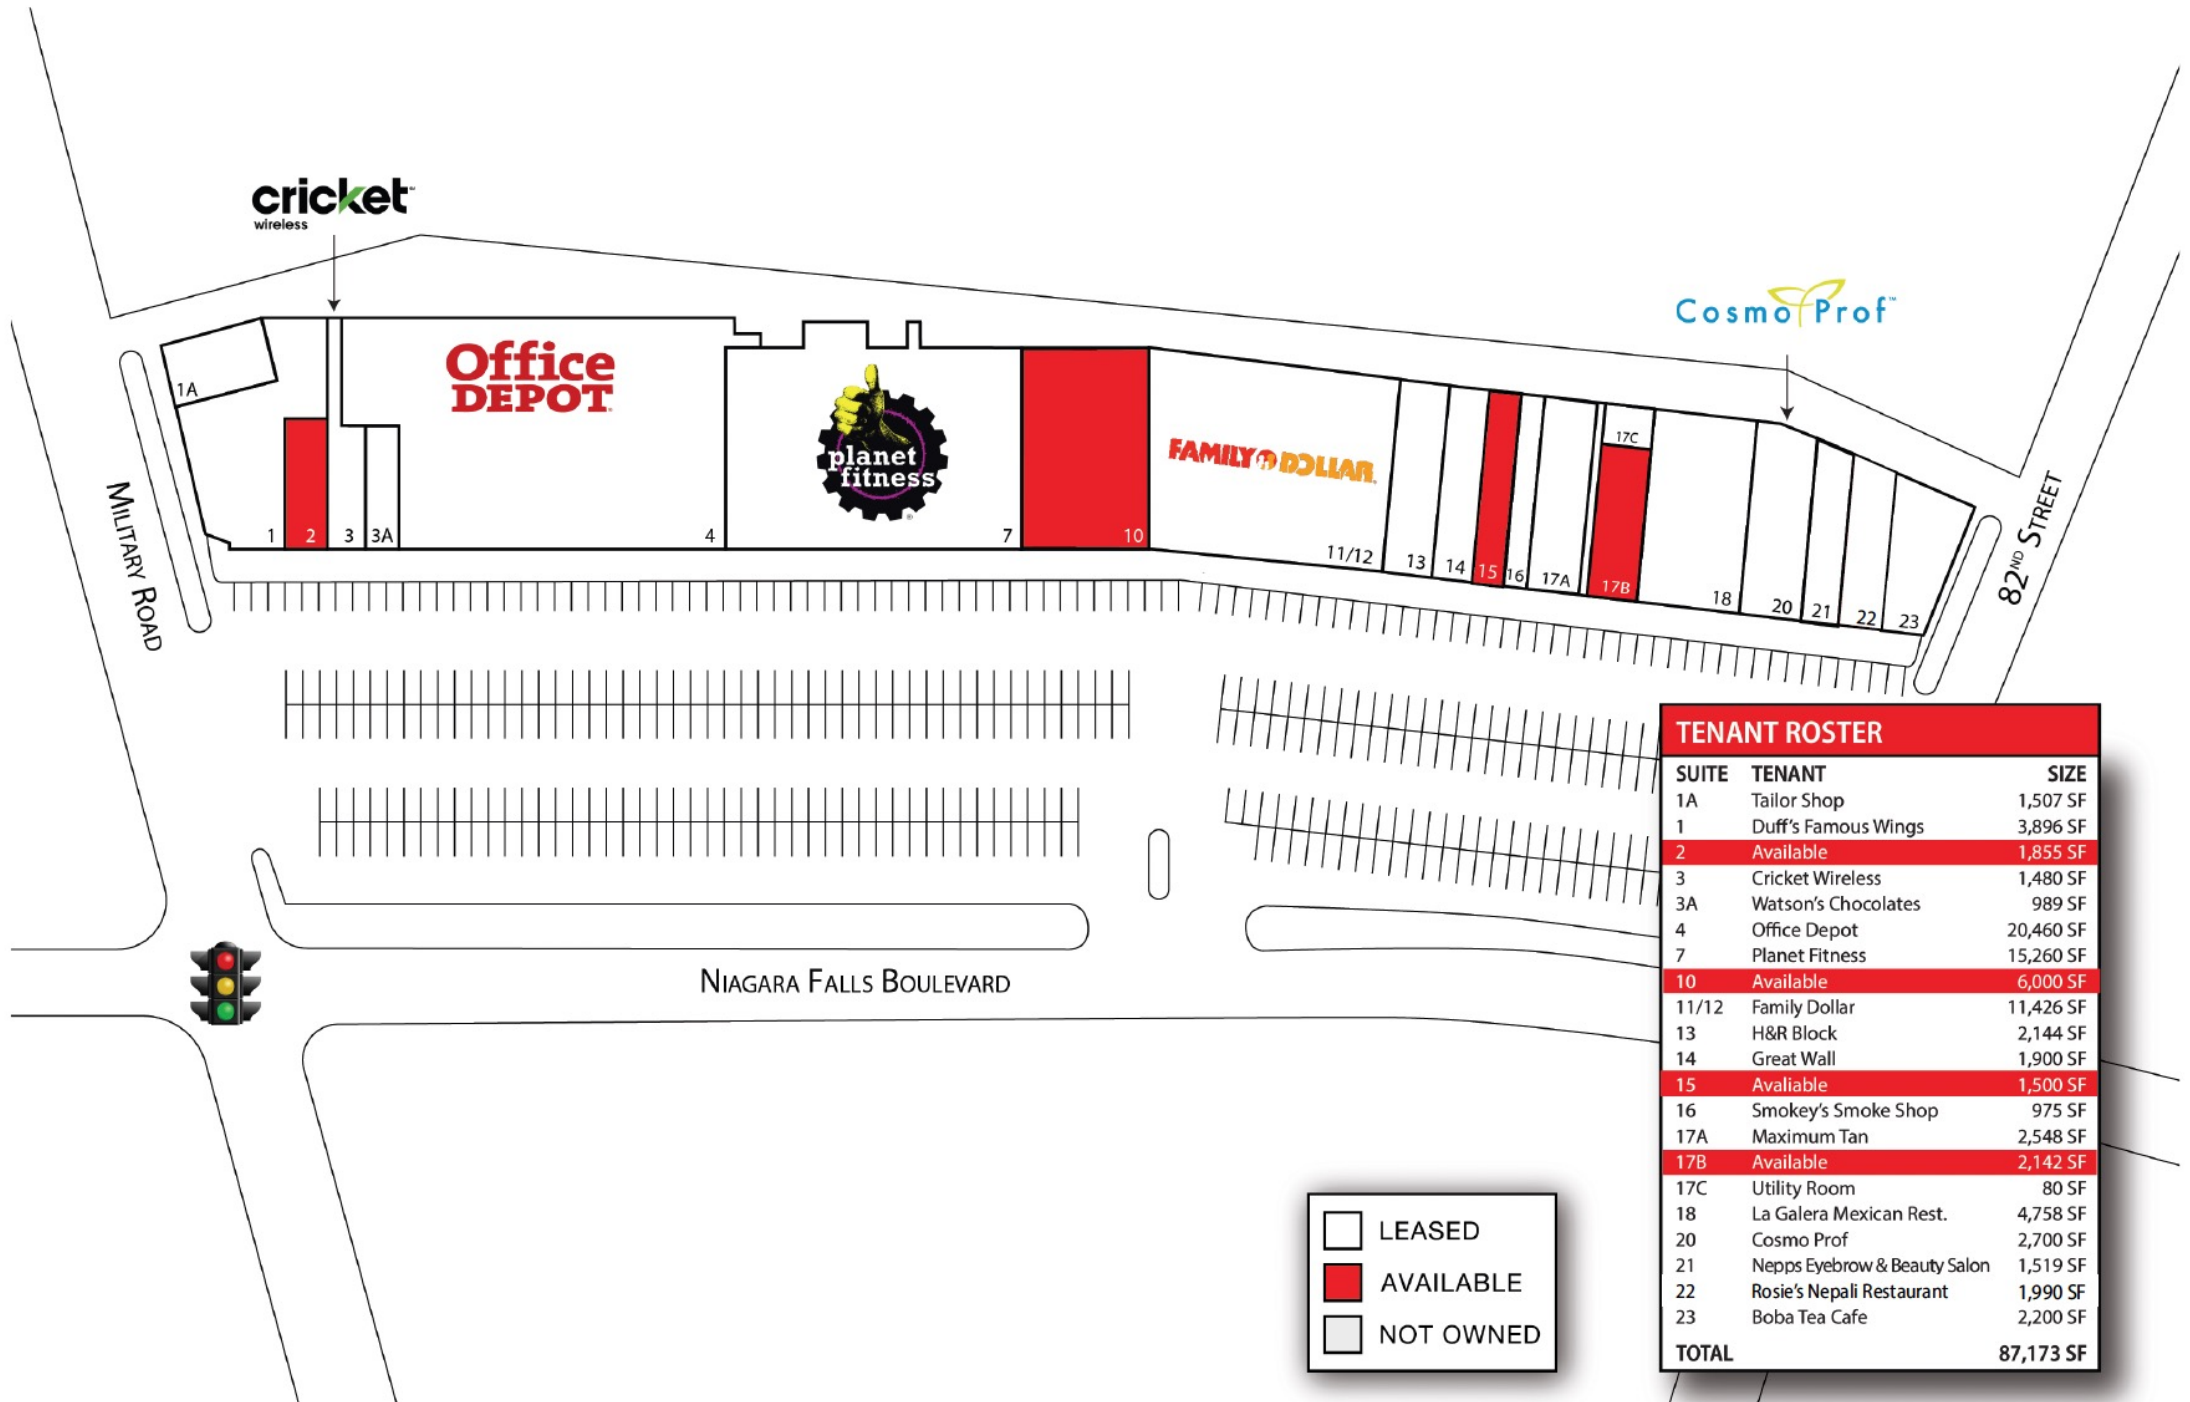 cricket
wireless
Cosmo Prof™
Office
DEPOT
planet
fitness
FAMILY DOLLAR
1A
1
2
3
3A
4
7
10
11/12
13
14
15
16
17A
17C
17B
18
20
21
22
23
MILITARY ROAD
82ND STREET
NIAGARA FALLS BOULEVARD
TENANT ROSTER
SUITE TENANT SIZE
1A Tailor Shop 1,507 SF
1 Duff's Famous Wings 3,896 SF
2 Available 1,855 SF
3 Cricket Wireless 1,480 SF
3A Watson's Chocolates 989 SF
4 Office Depot 20,460 SF
7 Planet Fitness 15,260 SF
10 Available 6,000 SF
11/12 Family Dollar 11,426 SF
13 H&R Block 2,144 SF
14 Great Wall 1,900 SF
15 Avaliable 1,500 SF
16 Smokey's Smoke Shop 975 SF
17A Maximum Tan 2,548 SF
17B Available 2,142 SF
17C Utility Room 80 SF
18 La Galera Mexican Rest. 4,758 SF
20 Cosmo Prof 2,700 SF
21 Nepps Eyebrow & Beauty Salon 1,519 SF
22 Rosie's Nepali Restaurant 1,990 SF
23 Boba Tea Cafe 2,200 SF
TOTAL 87,173 SF
LEASED
AVAILABLE
NOT OWNED